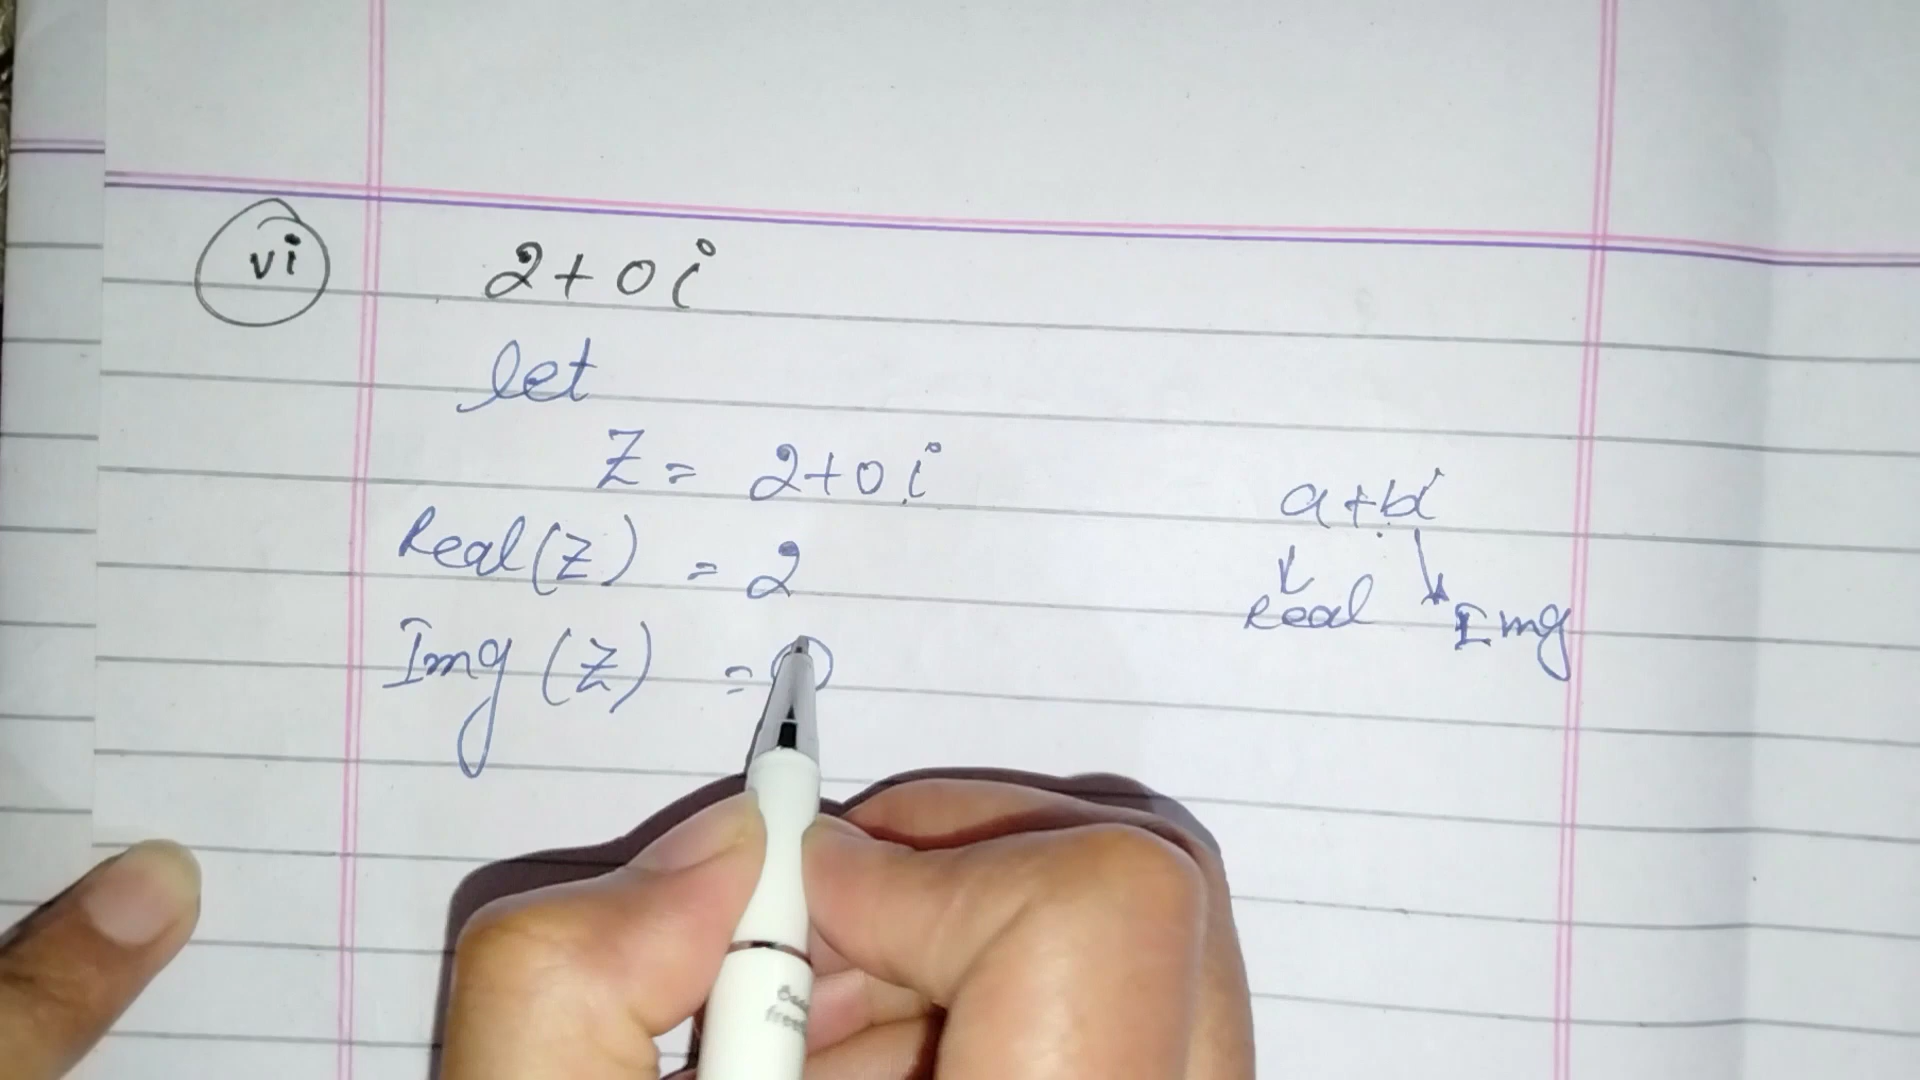 vi 2+0i
let
Z = 2+0i
Real(Z) = 2
Img (Z) = 0
a+bi
Real Img